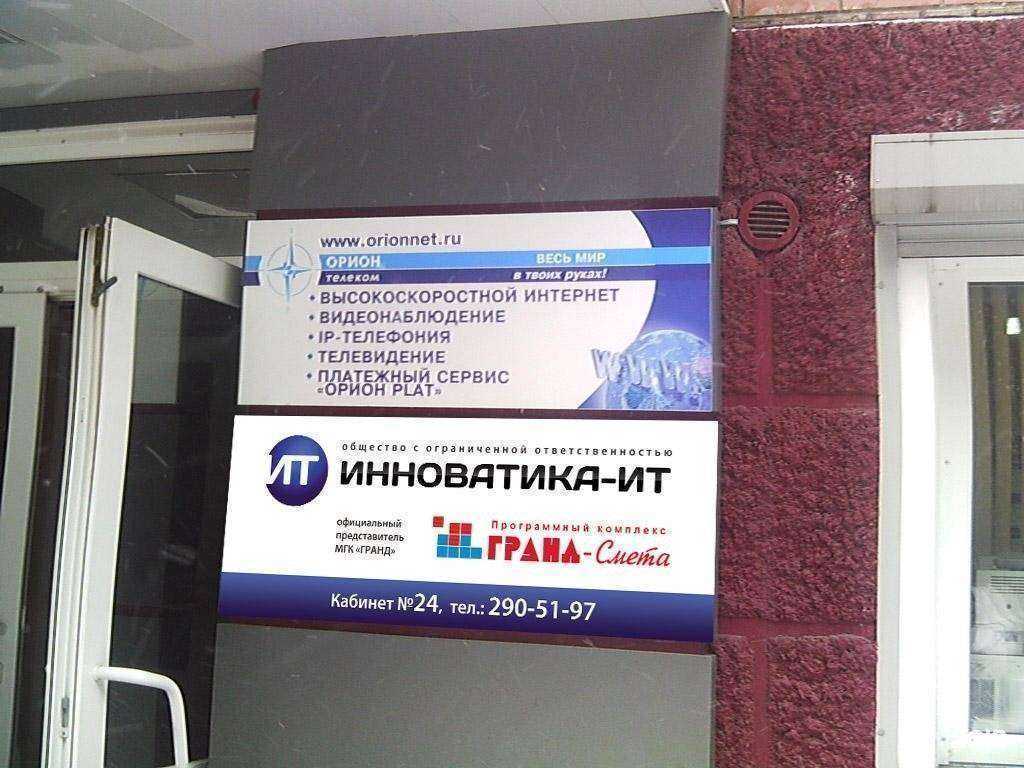 www.orionnet.ru
ОРИОН ВЕСЬ МИР
телеком в твоих руках!
• ВЫСОКОСКОРОСТНОЙ ИНТЕРНЕТ
• ВИДЕОНАБЛЮДЕНИЕ
• IP-ТЕЛЕФОНИЯ
• ТЕЛЕВИДЕНИЕ
• ПЛАТЕЖНЫЙ СЕРВИС
«ОРИОН PLAT»
www
общество с ограниченной ответственностью
ИТ ИННОВАТИКА-ИТ
официальный
представитель
МГК «ГРАНД»
Программный комплекс
ГРАНД-Смета
Кабинет №24, тел.: 290-51-97